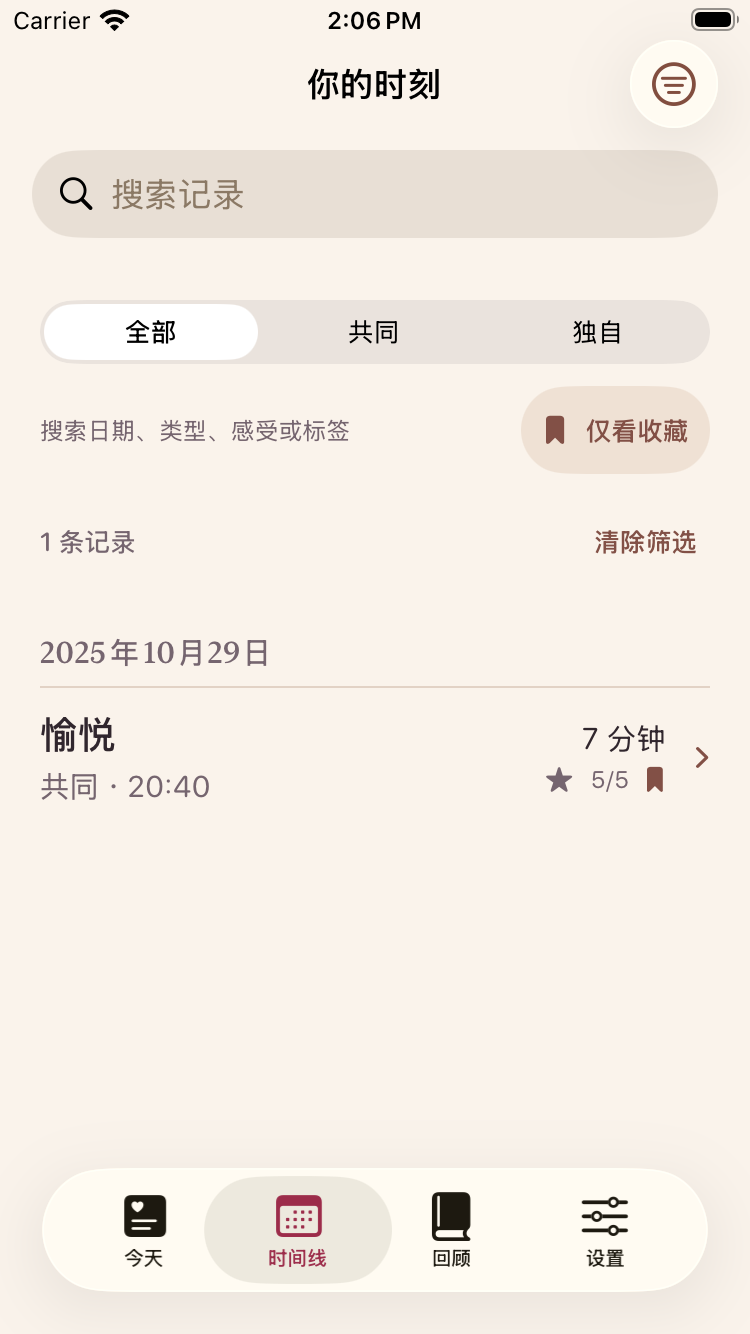 Carrier 2:06 PM
你的时刻
搜索记录
全部 共同 独自
搜索日期、类型、感受或标签 仅看收藏
1 条记录 清除筛选
2025年10月29日
愉悦 7 分钟
共同 · 20:40 5/5
今天 时间线 回顾 设置